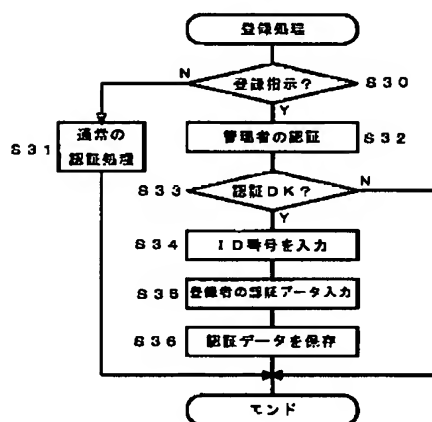 登録処理
N
登録指示？
S30
Y
通常の
認証処理
S31
管理者の認証
S32
S33
認証OK？
N
Y
S34
ID番号を入力
S35
登録者の認証データ入力
S36
認証データを保存
エンド